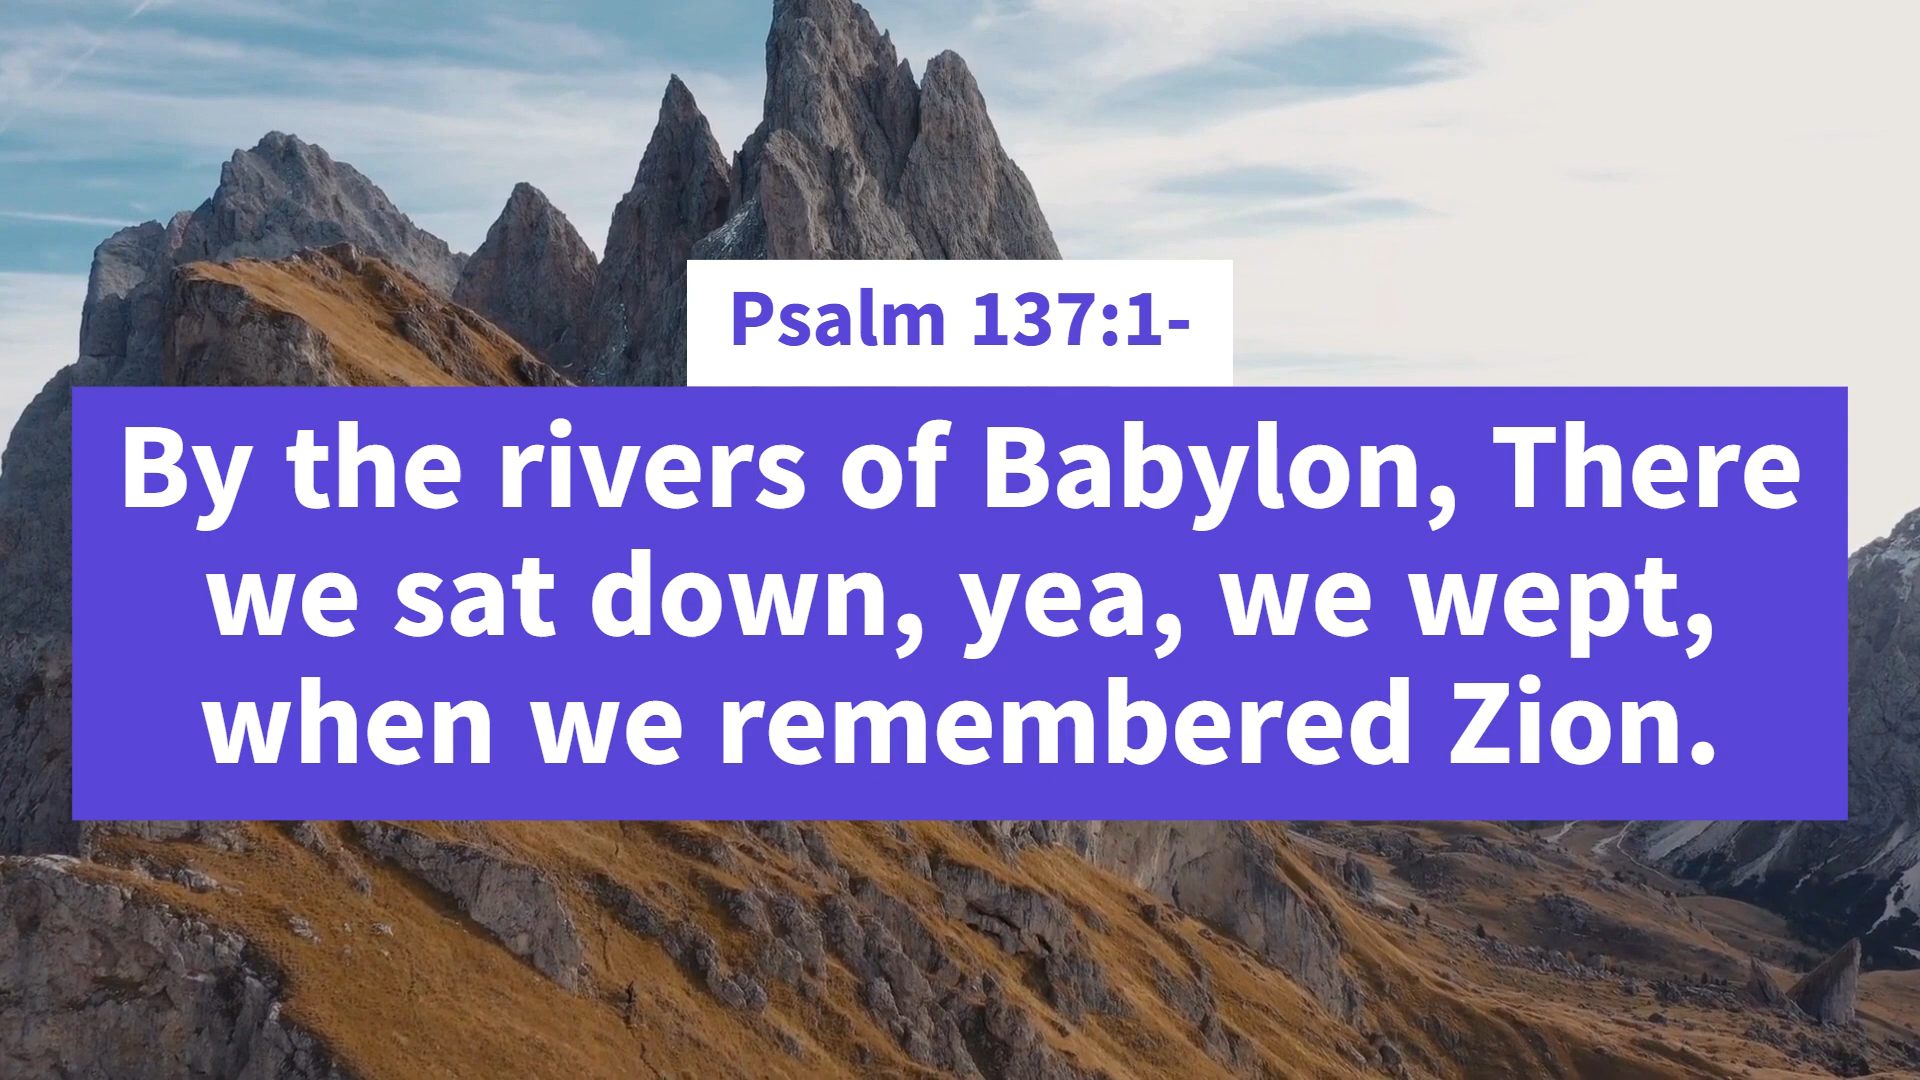 Psalm 137:1-
By the rivers of Babylon, There
we sat down, yea, we wept,
when we remembered Zion.